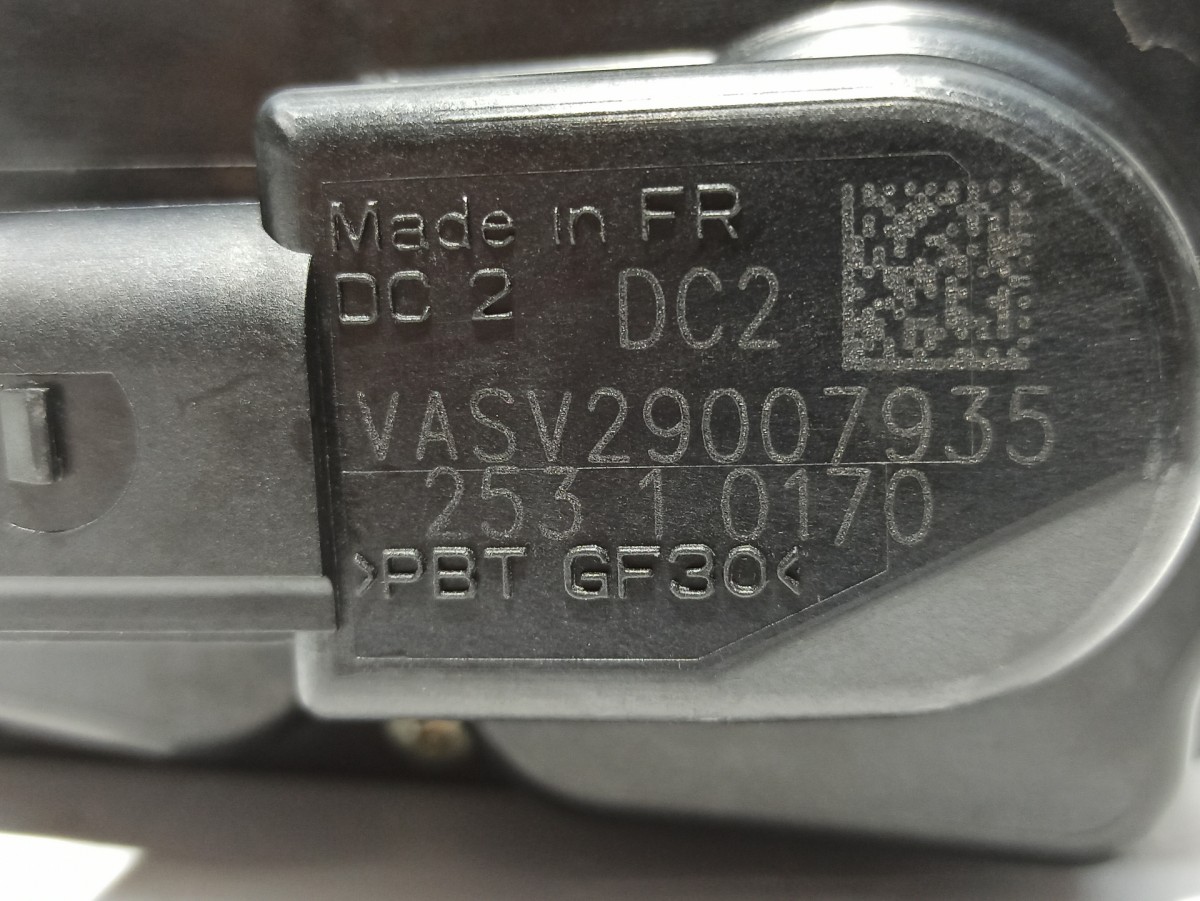 Made in FR
DC 2 DC2
VASV29007935
253 1 0170
>PBT GF30<